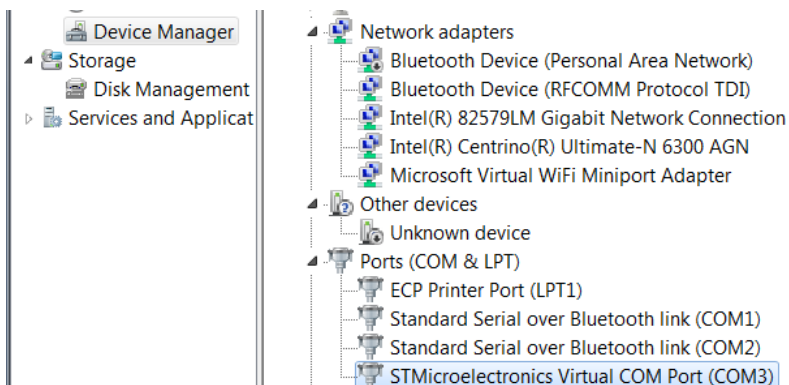 Device Manager
Storage
Disk Management
Services and Applicat
Network adapters
Bluetooth Device (Personal Area Network)
Bluetooth Device (RFCOMM Protocol TDI)
Intel(R) 82579LM Gigabit Network Connection
Intel(R) Centrino(R) Ultimate-N 6300 AGN
Microsoft Virtual WiFi Miniport Adapter
Other devices
Unknown device
Ports (COM & LPT)
ECP Printer Port (LPT1)
Standard Serial over Bluetooth link (COM1)
Standard Serial over Bluetooth link (COM2)
STMicroelectronics Virtual COM Port (COM3)